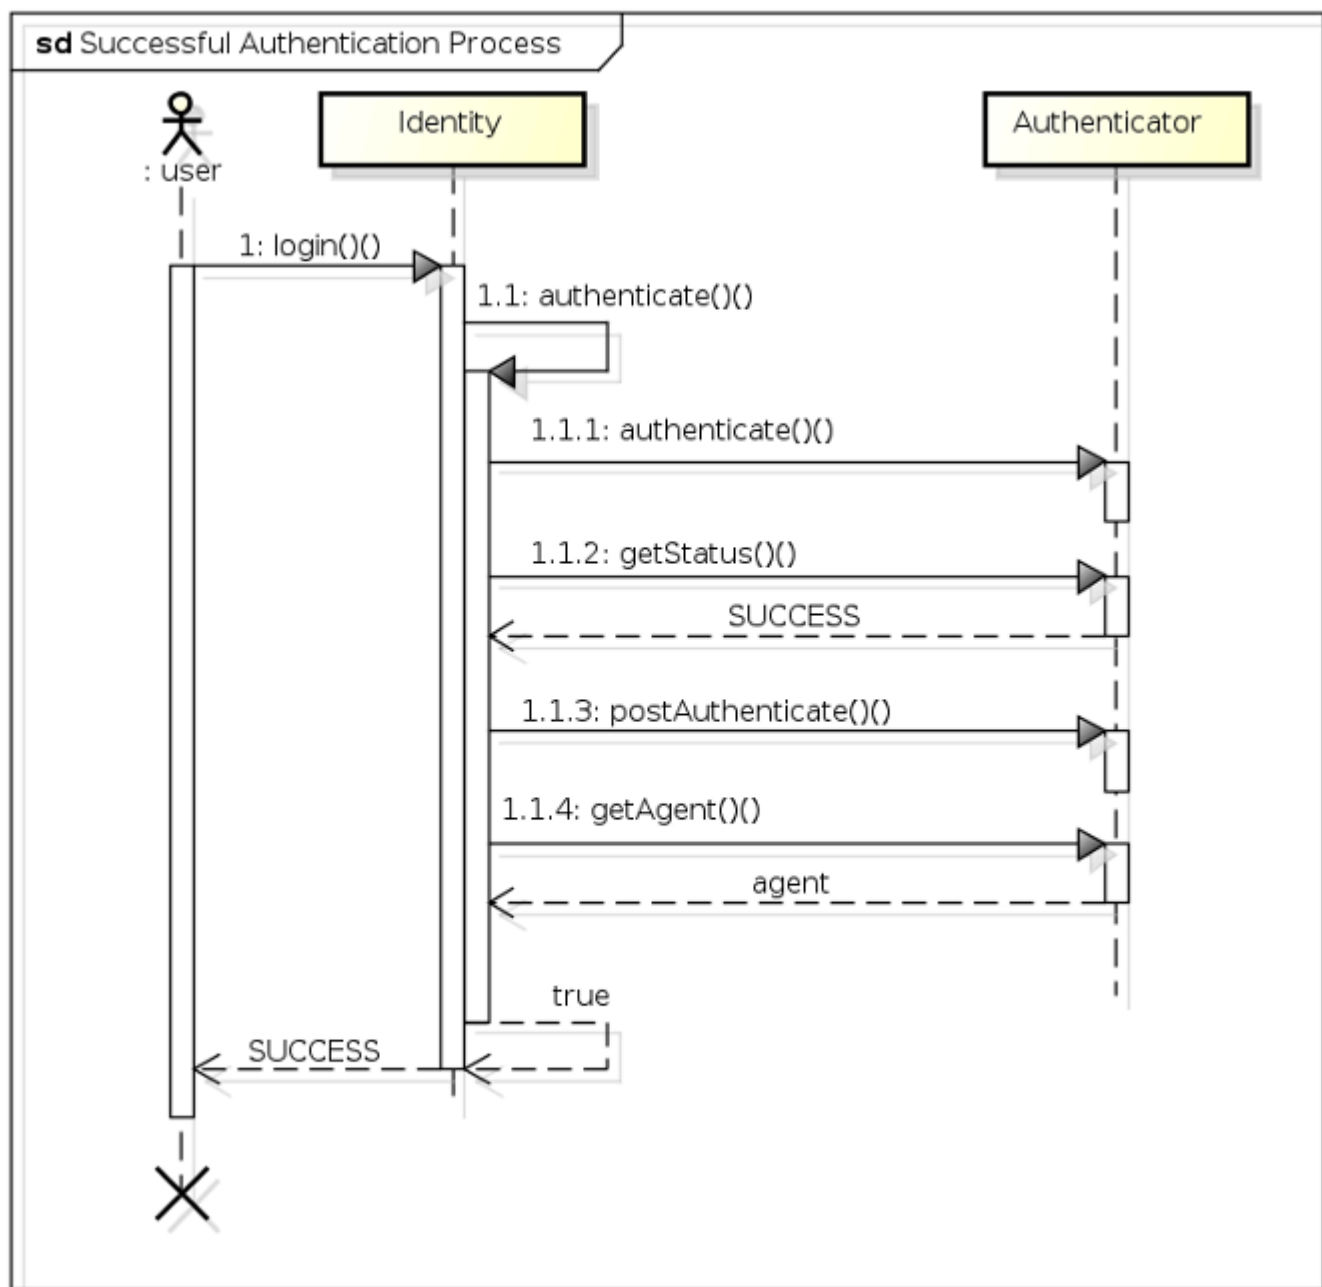 sd Successful Authentication Process
: user
Identity
Authenticator
1: login()()
1.1: authenticate()()
1.1.1: authenticate()()
1.1.2: getStatus()()
SUCCESS
1.1.3: postAuthenticate()()
1.1.4: getAgent()()
agent
true
SUCCESS